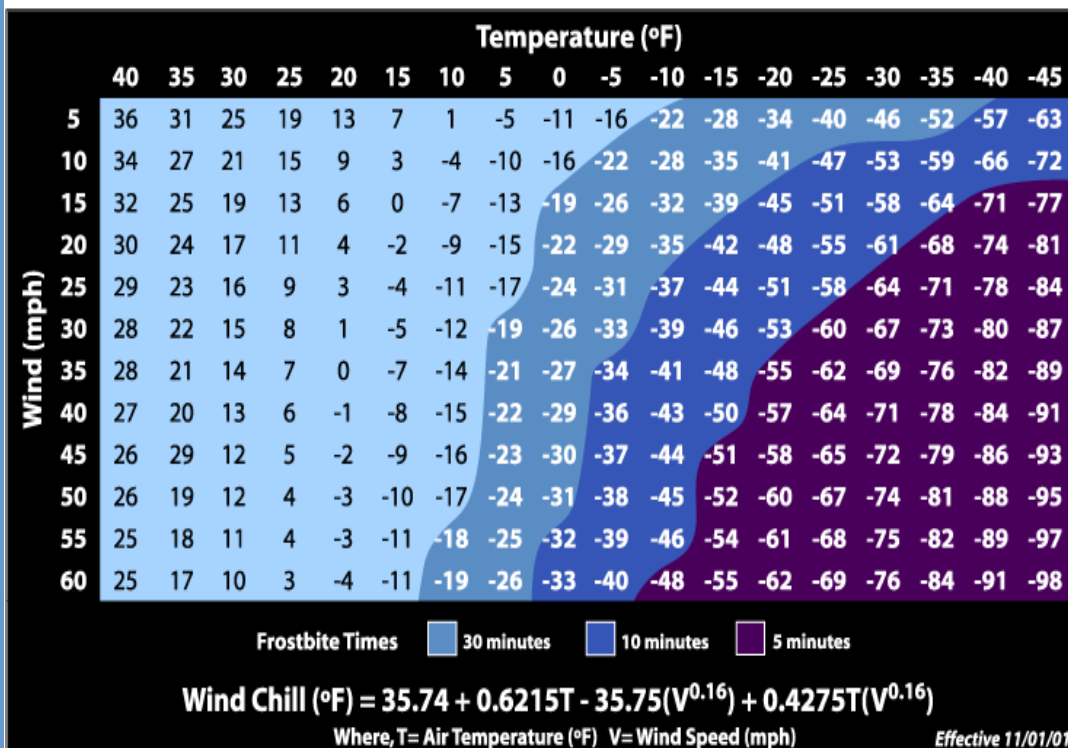 Temperature (ºF)
40 35 30 25 20 15 10 5 0 -5 -10 -15 -20 -25 -30 -35 -40 -45
Wind (mph)
5 36 31 25 19 13 7 1 -5 -11 -16 -22 -28 -34 -40 -46 -52 -57 -63
10 34 27 21 15 9 3 -4 -10 -16 -22 -28 -35 -41 -47 -53 -59 -66 -72
15 32 25 19 13 6 0 -7 -13 -19 -26 -32 -39 -45 -51 -58 -64 -71 -77
20 30 24 17 11 4 -2 -9 -15 -22 -29 -35 -42 -48 -55 -61 -68 -74 -81
25 29 23 16 9 3 -4 -11 -17 -24 -31 -37 -44 -51 -58 -64 -71 -78 -84
30 28 22 15 8 1 -5 -12 -19 -26 -33 -39 -46 -53 -60 -67 -73 -80 -87
35 28 21 14 7 0 -7 -14 -21 -27 -34 -41 -48 -55 -62 -69 -76 -82 -89
40 27 20 13 6 -1 -8 -15 -22 -29 -36 -43 -50 -57 -64 -71 -78 -84 -91
45 26 29 12 5 -2 -9 -16 -23 -30 -37 -44 -51 -58 -65 -72 -79 -86 -93
50 26 19 12 4 -3 -10 -17 -24 -31 -38 -45 -52 -60 -67 -74 -81 -88 -95
55 25 18 11 4 -3 -11 -18 -25 -32 -39 -46 -54 -61 -68 -75 -82 -89 -97
60 25 17 10 3 -4 -11 -19 -26 -33 -40 -48 -55 -62 -69 -76 -84 -91 -98
Frostbite Times 30 minutes 10 minutes 5 minutes
Wind Chill (ºF) = 35.74 + 0.6215T - 35.75(V^0.16) + 0.4275T(V^0.16)
Where, T= Air Temperature (ºF) V= Wind Speed (mph) Effective 11/01/01